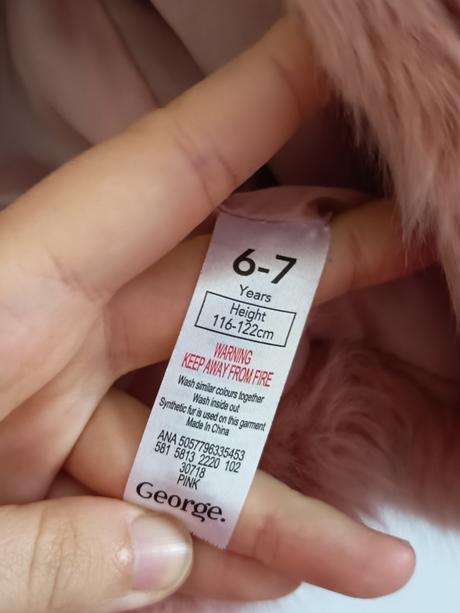 6-7
Years
Height
116-122cm
WARNING
KEEP AWAY FROM FIRE
Wash similar colours together
Wash inside out
Synthetic fur is used on this garment
Made In China
ANA 5057796335453
581 5813 2220 102
30718
PINK
George.